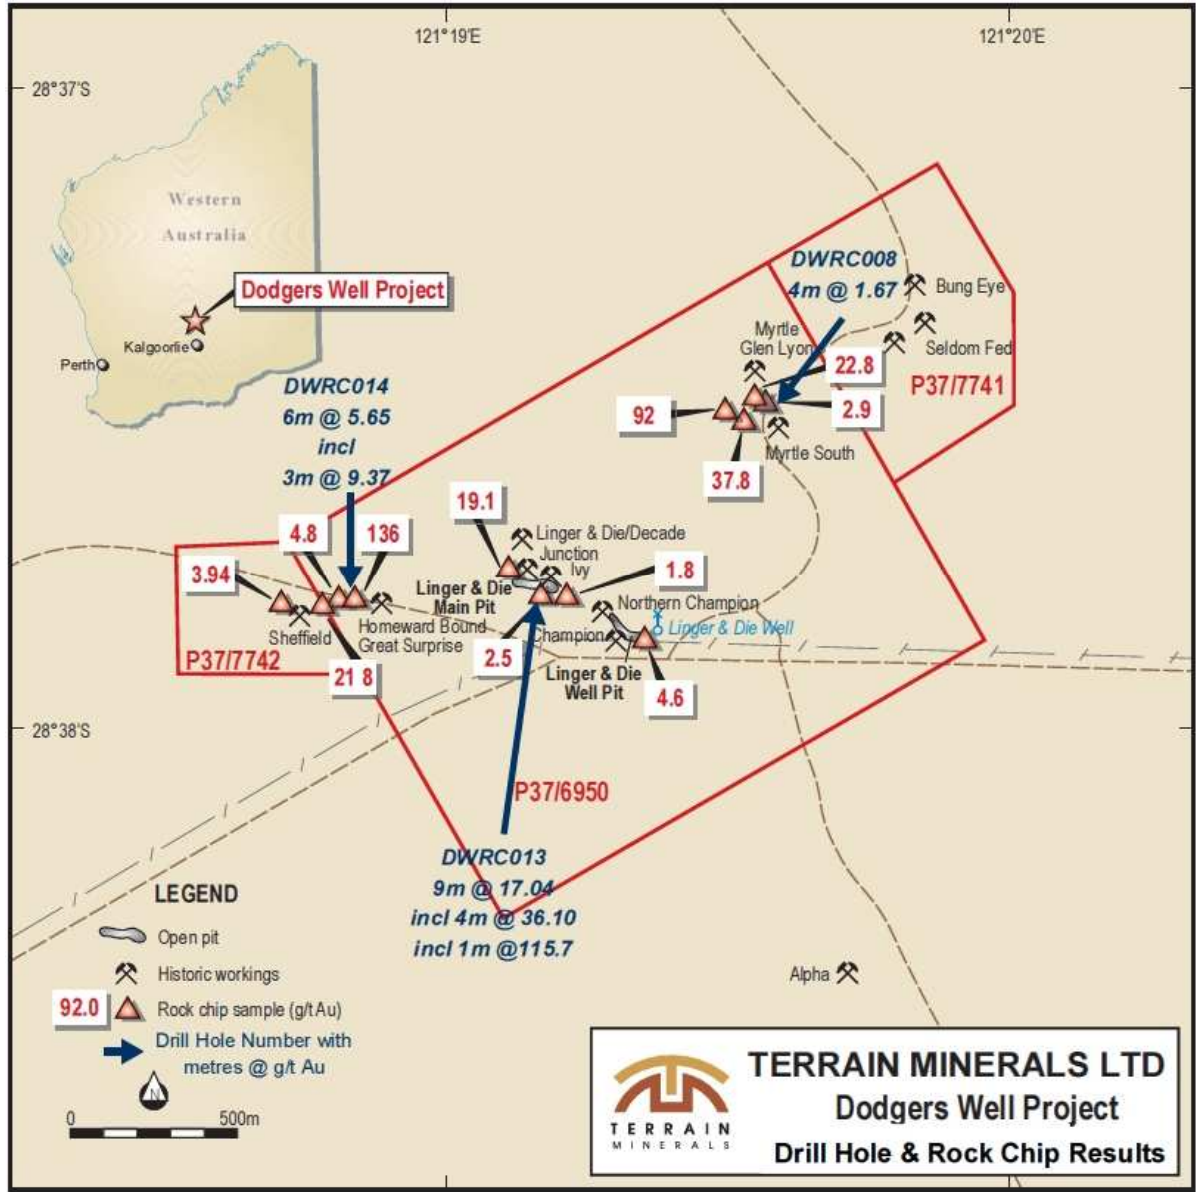 121°19'E
121°20'E
28°37'S
Western
Australia
Dodgers Well Project
Kalgoorlie
Perth
DWRC008
4m @ 1.67
Bung Eye
Seldom Fed
P37/7741
Myrtle
Glen Lyon
22.8
2.9
92
Myrtle South
37.8
DWRC014
6m @ 5.65
incl
3m @ 9.37
19.1
4.8
136
3.94
Linger & Die/Decade
Junction
Ivy
1.8
Linger & Die
Main Pit
Northern Champion
Linger & Die Well
Champion
Sheffield
Homeward Bound
Great Surprise
P37/7742
21 8
2.5
Linger & Die
Well Pit
4.6
28°38'S
P37/6950
DWRC013
9m @ 17.04
incl 4m @ 36.10
incl 1m @115.7
LEGEND
Open pit
Historic workings
92.0
Rock chip sample (g/t Au)
Drill Hole Number with
metres @ g/t Au
N
0
500m
Alpha
TERRAIN
MINERALS
TERRAIN MINERALS LTD
Dodgers Well Project
Drill Hole & Rock Chip Results